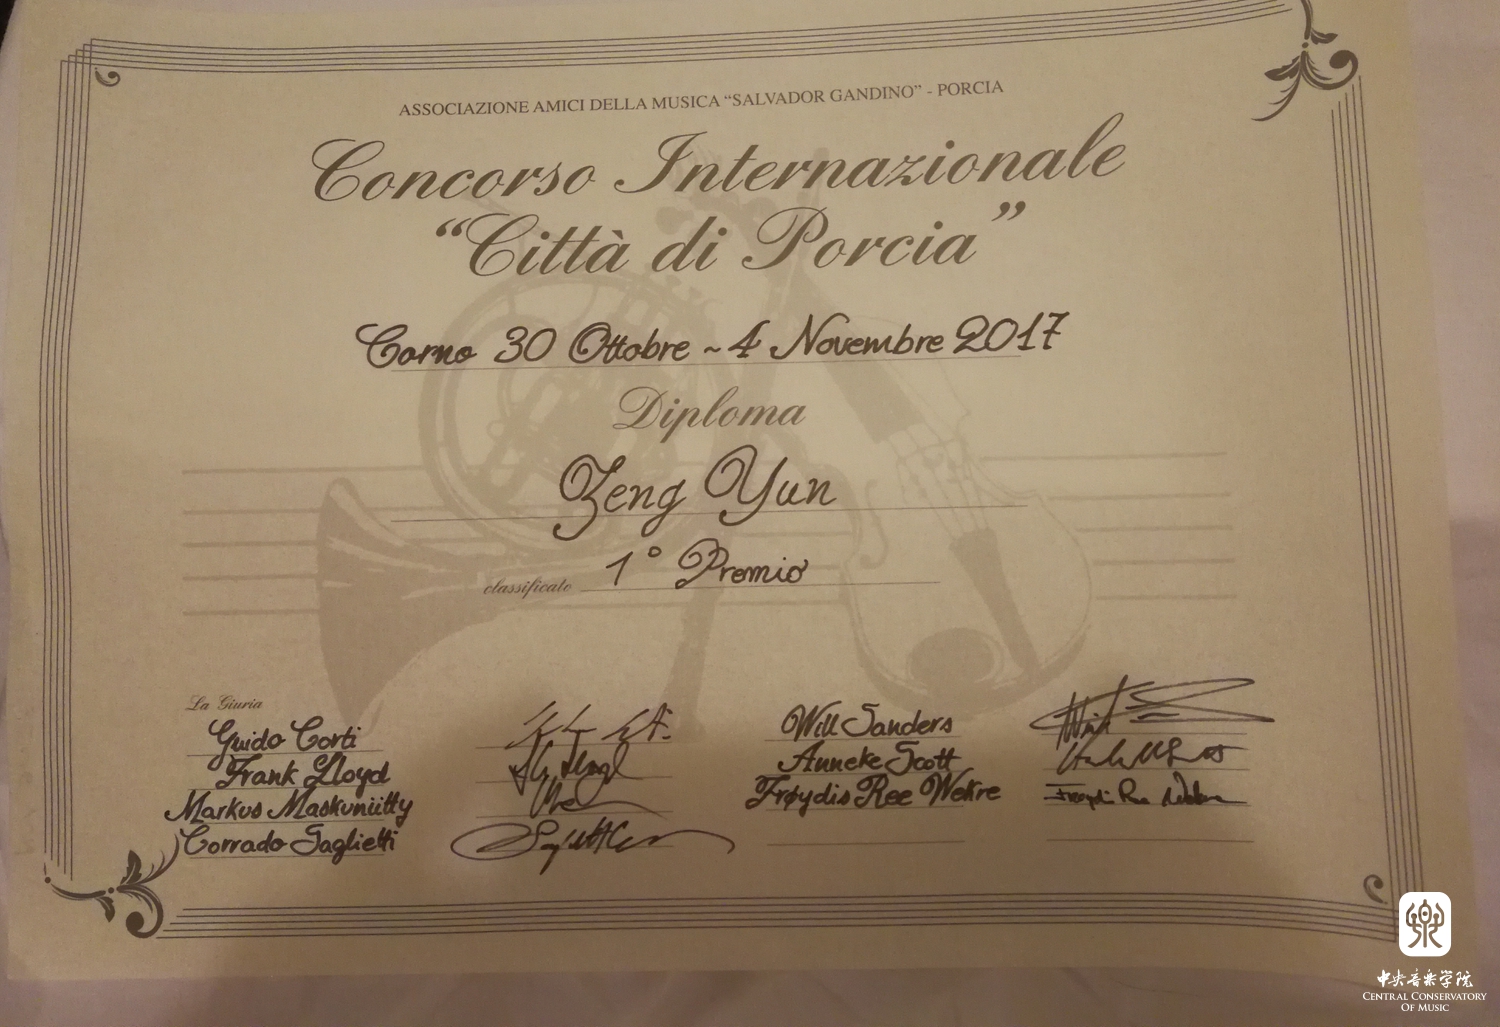 ASSOCIAZIONE AMICI DELLA MUSICA “SALVADOR GANDINO” - PORCIA
Concorso Internazionale
“Città di Porcia”
Corno 30 Ottobre ~ 4 Novembre 2017
Diploma
Zeng Yun
classificato 1° Premio
La Giuria
Guido Corti
Frank Lloyd
Markus Maskuniitty
Corrado Saglietti
Will Sanders
Anneke Scott
Frøydis Ree Wekre
中央音乐学院
CENTRAL CONSERVATORY
OF MUSIC